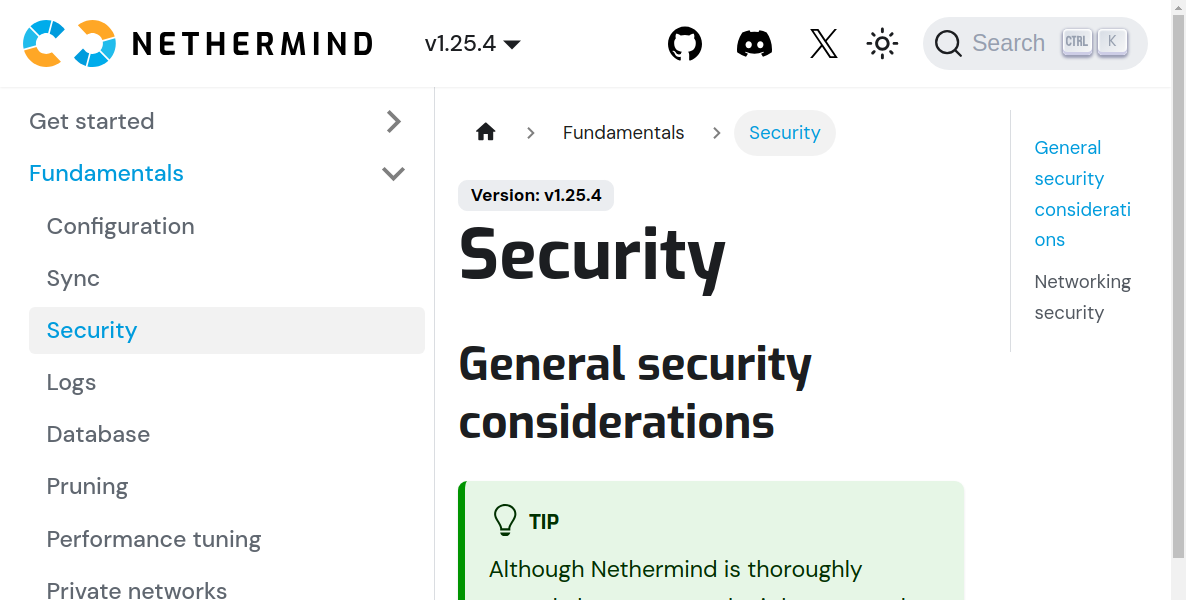 NETHERMIND
v1.25.4
Search
CTRL
K
Get started
Fundamentals
Configuration
Sync
Security
Logs
Database
Pruning
Performance tuning
Private networks
Fundamentals
Security
Version: v1.25.4
Security
General security
considerations
TIP
Although Nethermind is thoroughly
General
security
considerati
ons
Networking
security